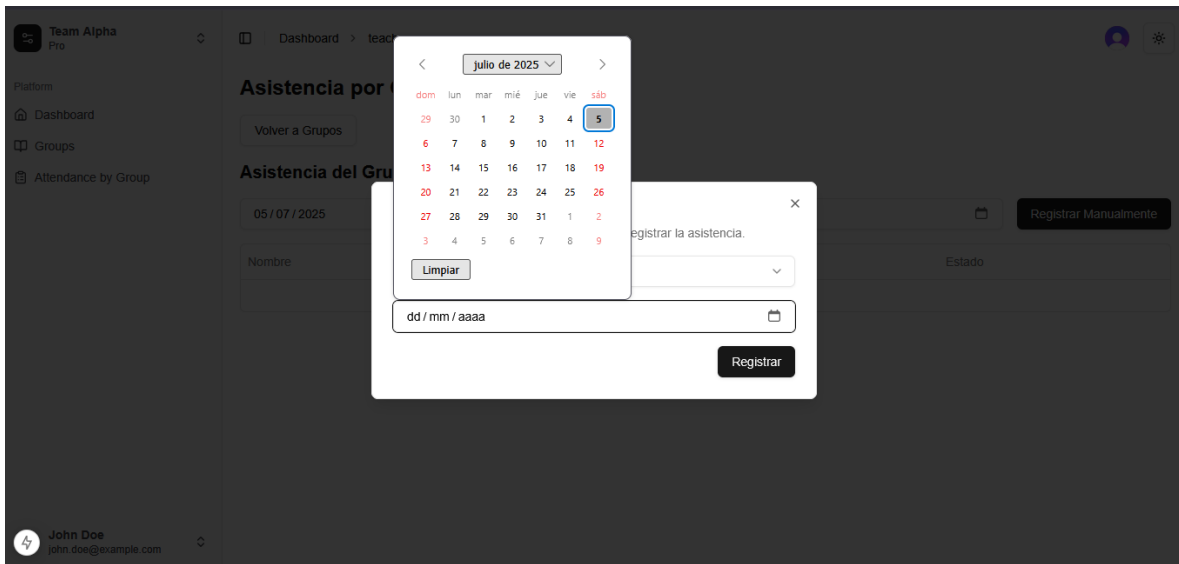 Team Alpha
Pro
Dashboard > teac
Platform
Dashboard
Groups
Attendance by Group
Asistencia por
Volver a Grupos
Asistencia del Gru
05 / 07 / 2025
Registrar Manualmente
Nombre
Estado
julio de 2025
dom lun mar mié jue vie sáb
29 30 1 2 3 4 5
6 7 8 9 10 11 12
13 14 15 16 17 18 19
20 21 22 23 24 25 26
27 28 29 30 31 1 2
3 4 5 6 7 8 9
Limpiar
egistrar la asistencia.
dd / mm / aaaa
Registrar
John Doe
john.doe@example.com